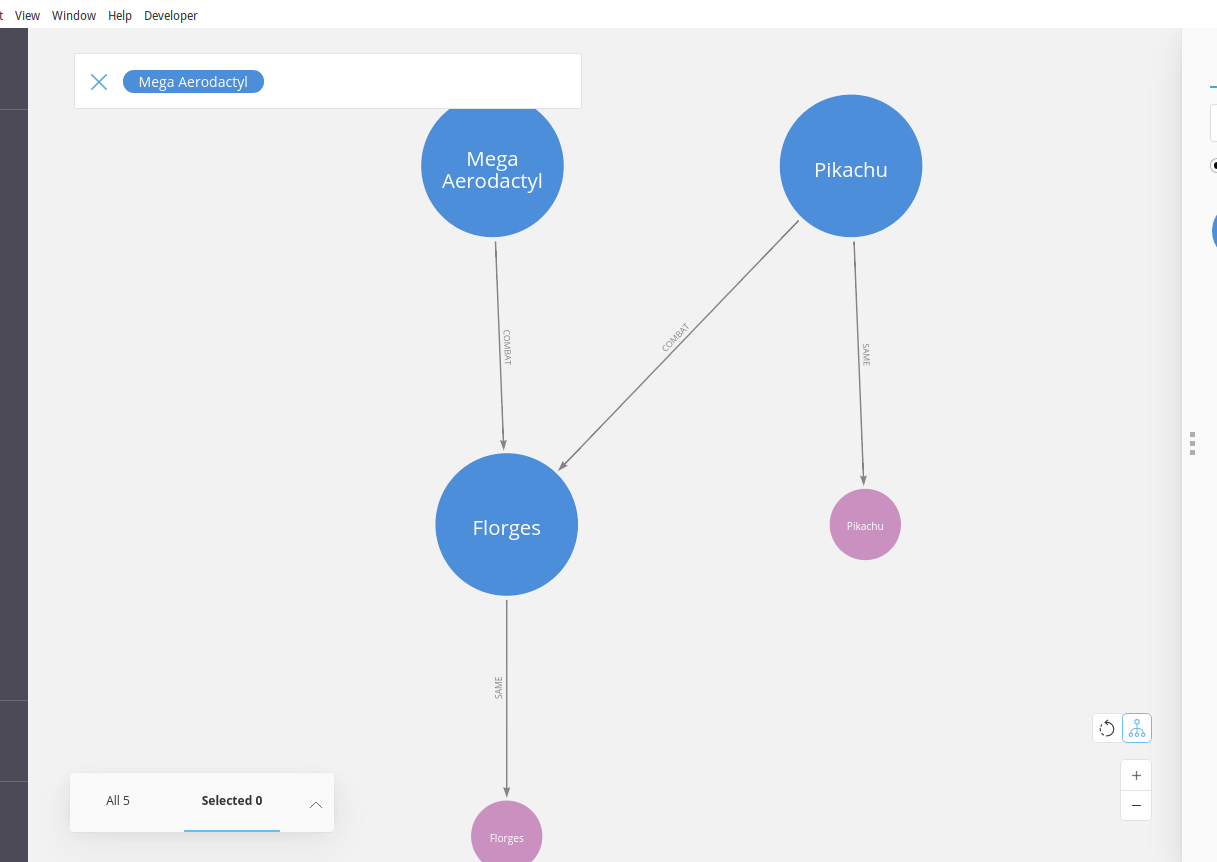 t View Window Help Developer
Mega Aerodactyl
Mega
Aerodactyl
Pikachu
COMBAT
COMBAT
SAME
Florges
Pikachu
SAME
All 5
Selected 0
Florges